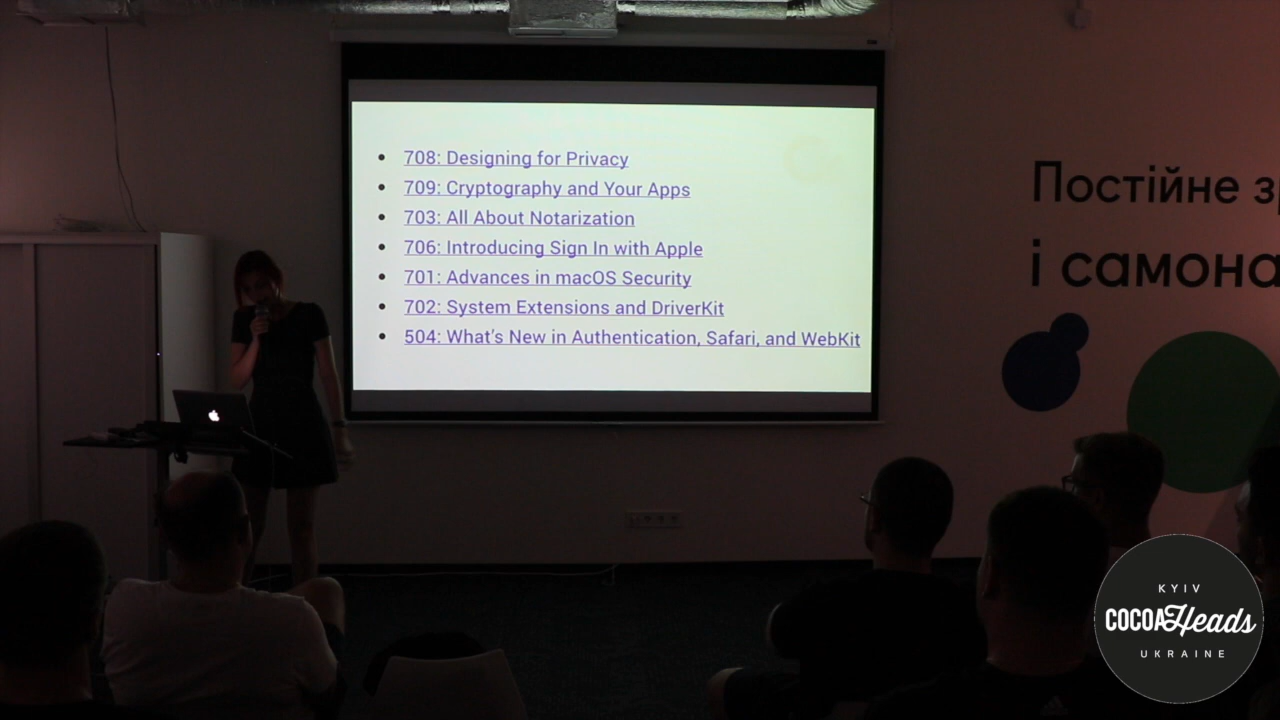 708: Designing for Privacy
709: Cryptography and Your Apps
703: All About Notarization
706: Introducing Sign In with Apple
701: Advances in macOS Security
702: System Extensions and DriverKit
504: What's New in Authentication, Safari, and WebKit
Постійне
і
KYIV
COCOAHeads
UKRAINE